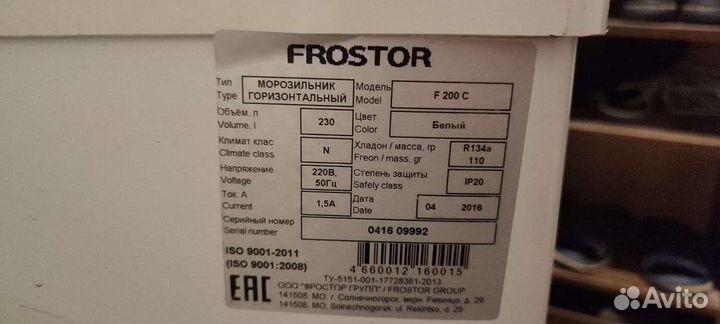 FROSTOR
Тип МОРОЗИЛЬНИК Модель F 200 C
Type ГОРИЗОНТАЛЬНЫЙ Model
Объём. л 230 Цвет Белый
Volume, l Color
Климат клас N Хладон / масса, гр R134a
Climate class Freon / mass, gr 110
Напряжение 220В, Степень защиты IP20
Voltage 50Гц Safely class
Ток. А 1,5А Дата 04 2016
Current Date
Серийный номер 0416 09992
Serial number
ISO 9001-2011
(ISO 9001:2008) 4 660012 160015
ТУ-5151-001-17728361-2013
EAC ООО "ФРОСТОР ГРУПП" / FROSTOR GROUP
141508, МО, г. Солнечногорск, мкрн. Рекинцо, д. 29
141508, MO, Solnechnogorsk, ul. Rekintso, d. 29
Avito